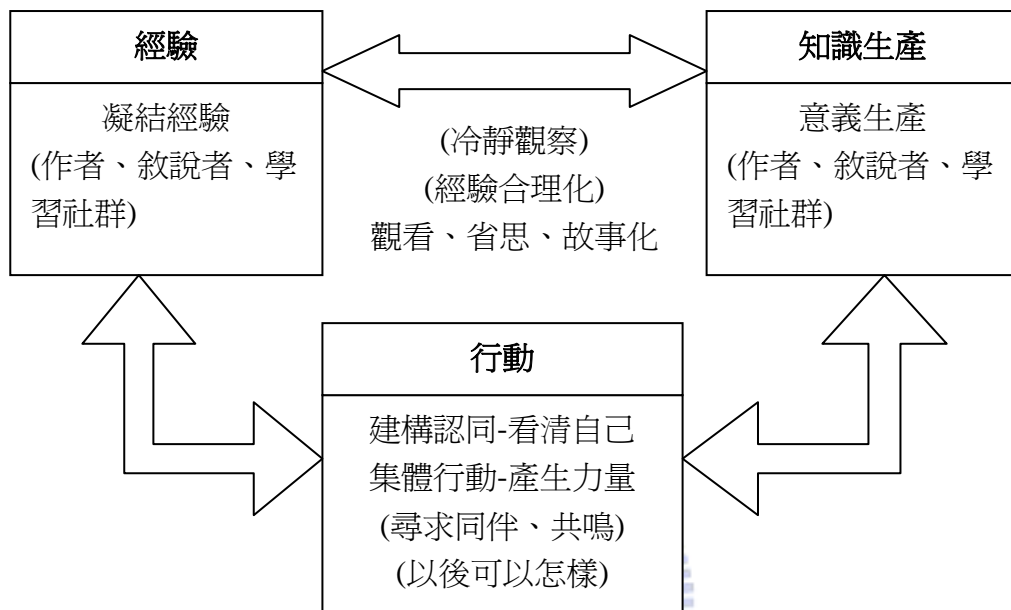 經驗
凝結經驗
(作者、敘說者、學
習社群)
(冷靜觀察)
(經驗合理化)
觀看、省思、故事化
知識生產
意義生產
(作者、敘說者、學
習社群)
行動
建構認同-看清自己
集體行動-產生力量
(尋求同伴、共鳴)
(以後可以怎樣)